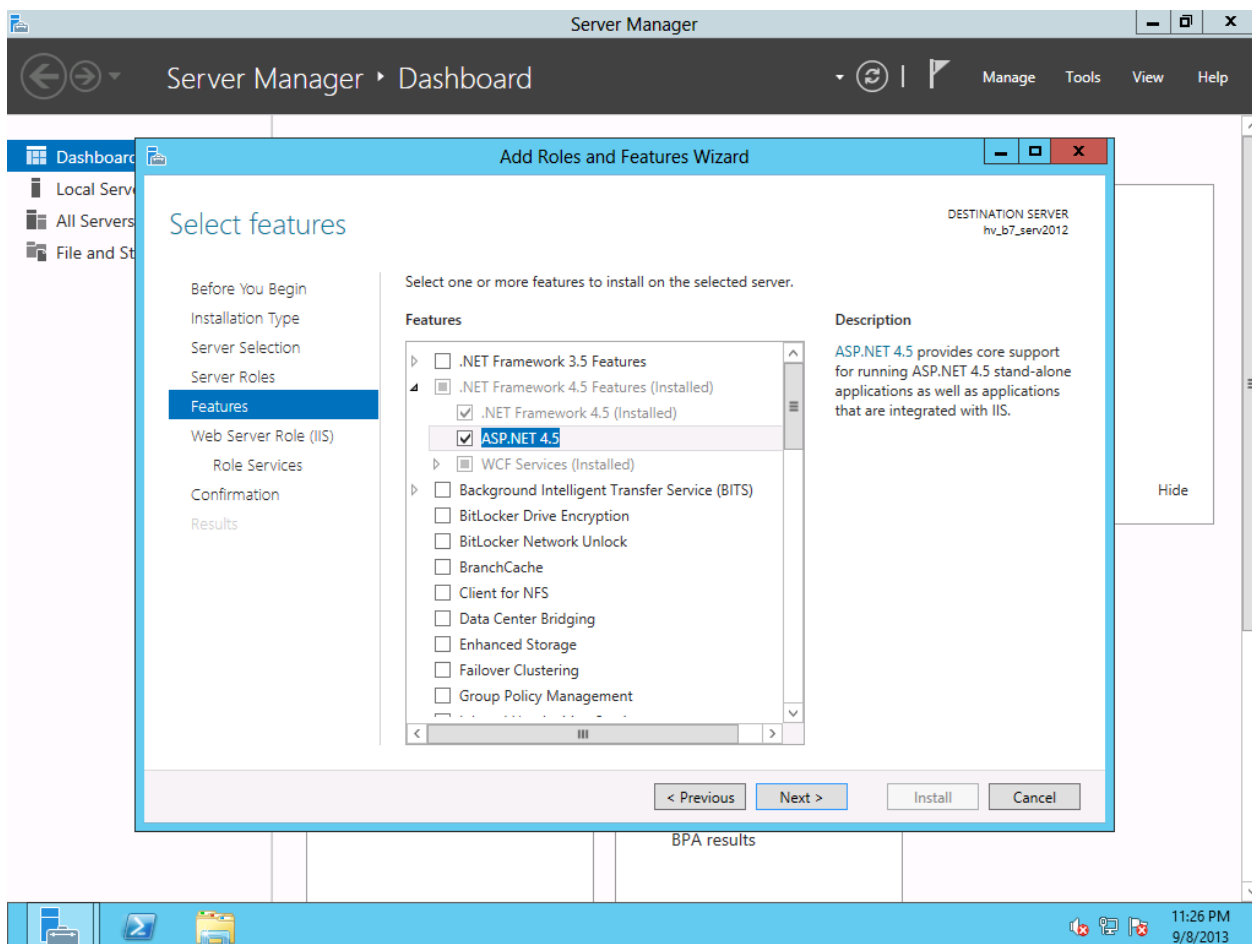 Server Manager
Server Manager ‣ Dashboard
Manage Tools View Help
Dashboard
Local Serve
All Servers
File and St
Add Roles and Features Wizard
Select features
DESTINATION SERVER
hv_b7_serv2012
Before You Begin
Installation Type
Server Selection
Server Roles
Features
Web Server Role (IIS)
Role Services
Confirmation
Results
Select one or more features to install on the selected server.
Features
.NET Framework 3.5 Features
.NET Framework 4.5 Features (Installed)
.NET Framework 4.5 (Installed)
ASP.NET 4.5
WCF Services (Installed)
Background Intelligent Transfer Service (BITS)
BitLocker Drive Encryption
BitLocker Network Unlock
BranchCache
Client for NFS
Data Center Bridging
Enhanced Storage
Failover Clustering
Group Policy Management
Description
ASP.NET 4.5 provides core support
for running ASP.NET 4.5 stand-alone
applications as well as applications
that are integrated with IIS.
Hide
< Previous Next > Install Cancel
BPA results
11:26 PM
9/8/2013